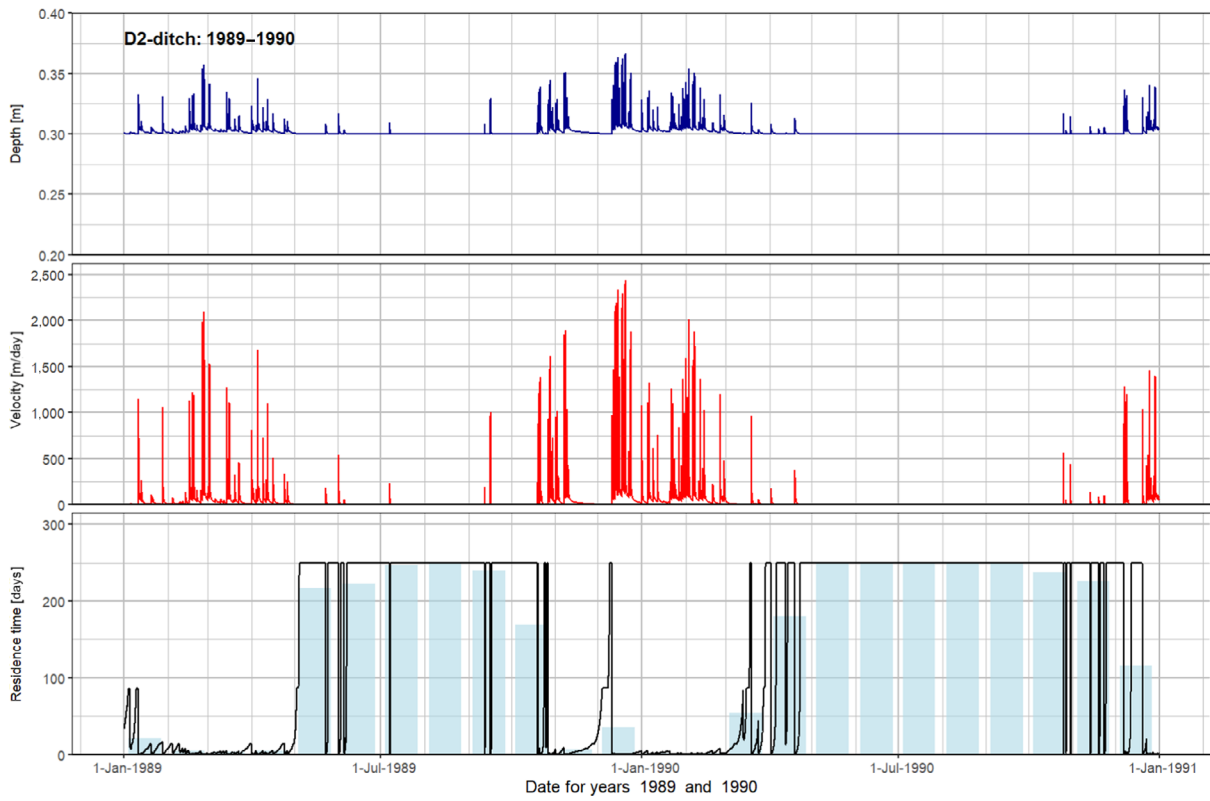 D2-ditch: 1989–1990
Depth [m]
0.40
0.35
0.30
0.25
0.20
Velocity [m/day]
2,500
2,000
1,500
1,000
500
0
Residence time [days]
300
200
100
0
1-Jan-1989 1-Jul-1989 1-Jan-1990 1-Jul-1990 1-Jan-1991
Date for years 1989 and 1990